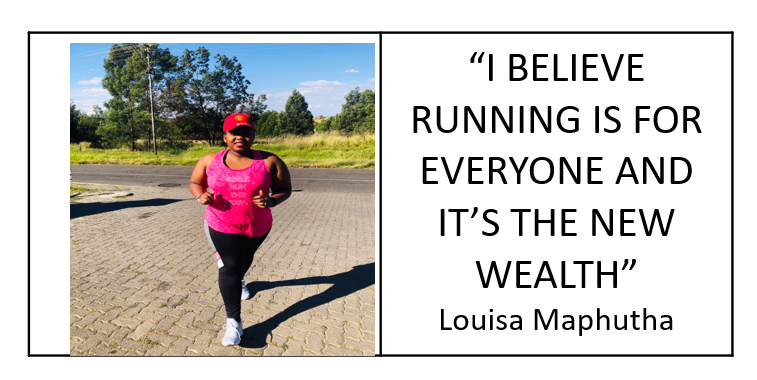 “I BELIEVE
RUNNING IS FOR
EVERYONE AND
IT’S THE NEW
WEALTH”
Louisa Maphutha